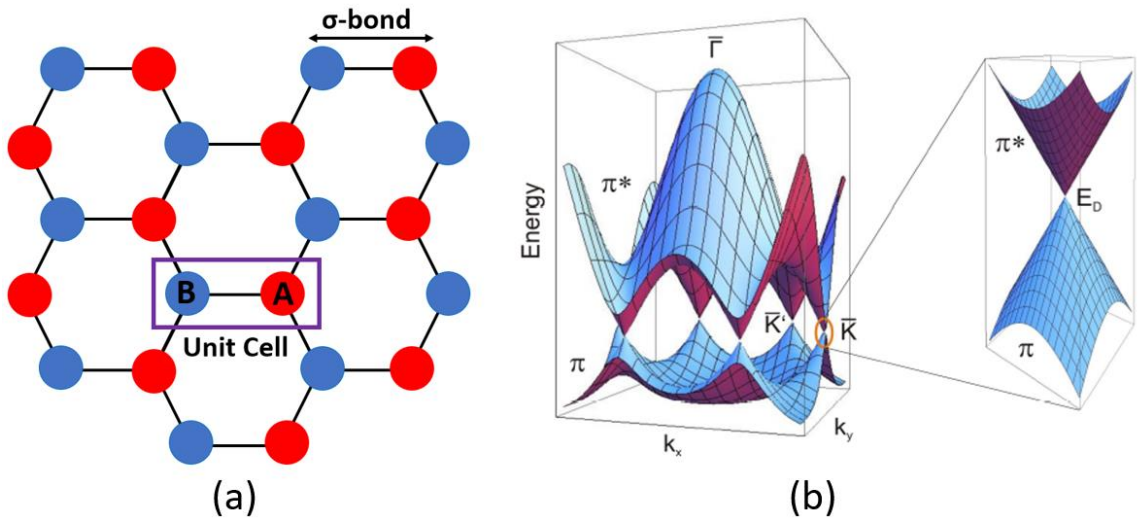 σ-bond
B
A
Unit Cell
(a)
Γ̅
π*
Energy
K̅'
K̅
π
k_x
k_y
π*
E_D
π
(b)